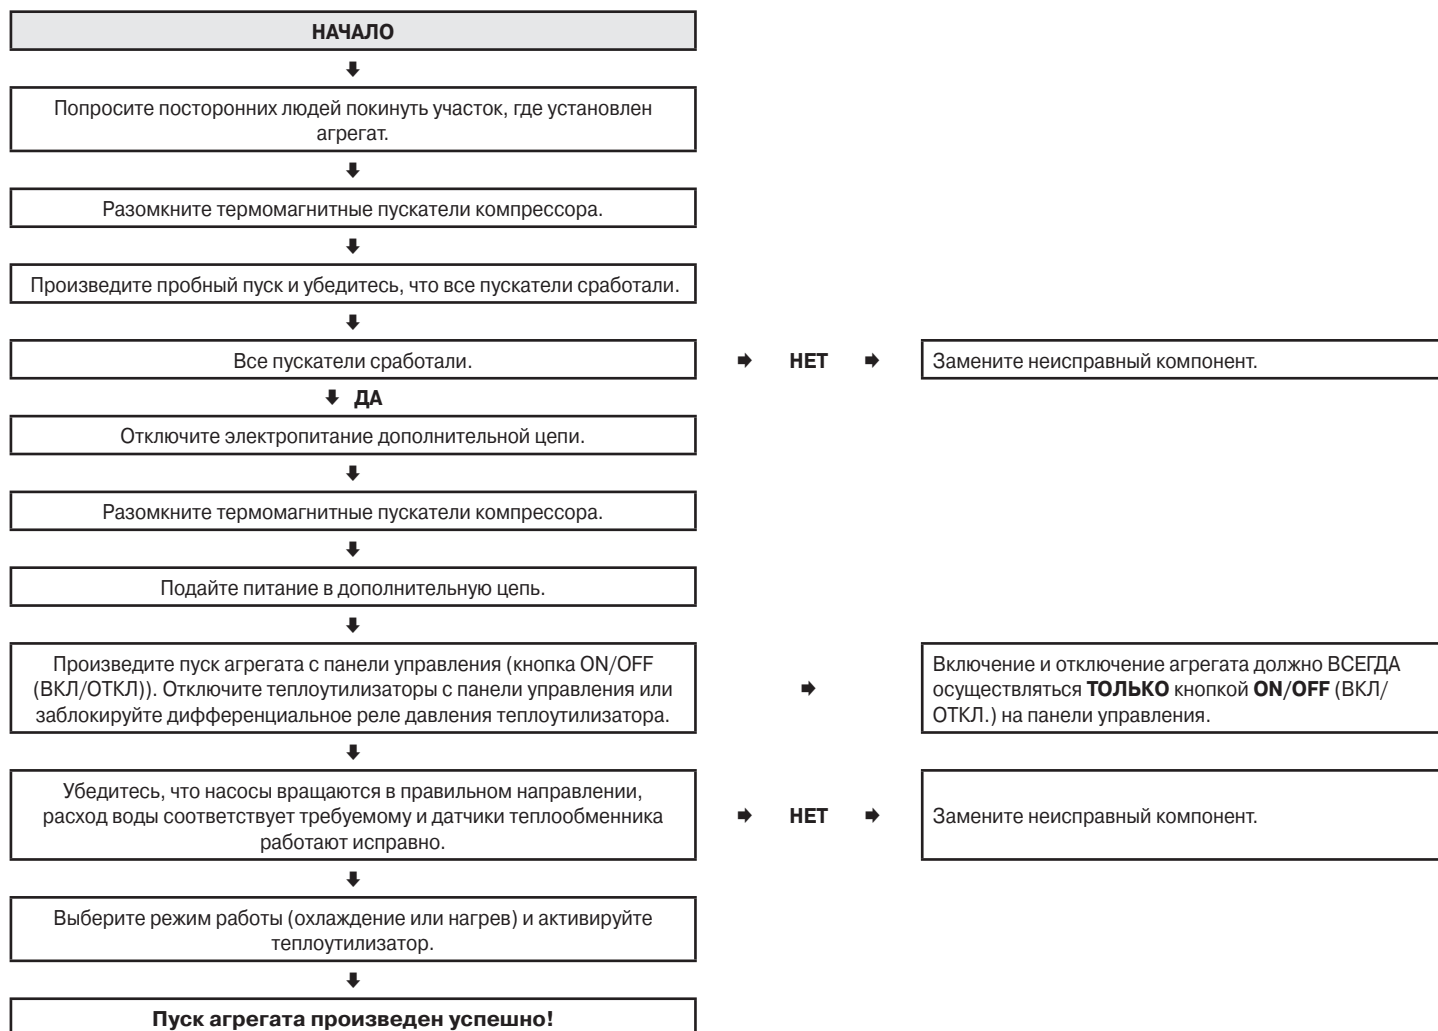 НАЧАЛО
Попросите посторонних людей покинуть участок, где установлен
агрегат.
Разомкните термомагнитные пускатели компрессора.
Произведите пробный пуск и убедитесь, что все пускатели сработали.
Все пускатели сработали.
НЕТ
Замените неисправный компонент.
ДА
Отключите электропитание дополнительной цепи.
Разомкните термомагнитные пускатели компрессора.
Подайте питание в дополнительную цепь.
Произведите пуск агрегата с панели управления (кнопка ON/OFF
(ВКЛ/ОТКЛ)). Отключите теплоутилизаторы с панели управления или
заблокируйте дифференциальное реле давления теплоутилизатора.
Включение и отключение агрегата должно ВСЕГДА
осуществляться ТОЛЬКО кнопкой ON/OFF (ВКЛ/
ОТКЛ.) на панели управления.
Убедитесь, что насосы вращаются в правильном направлении,
расход воды соответствует требуемому и датчики теплообменника
работают исправно.
НЕТ
Замените неисправный компонент.
Выберите режим работы (охлаждение или нагрев) и активируйте
теплоутилизатор.
Пуск агрегата произведен успешно!